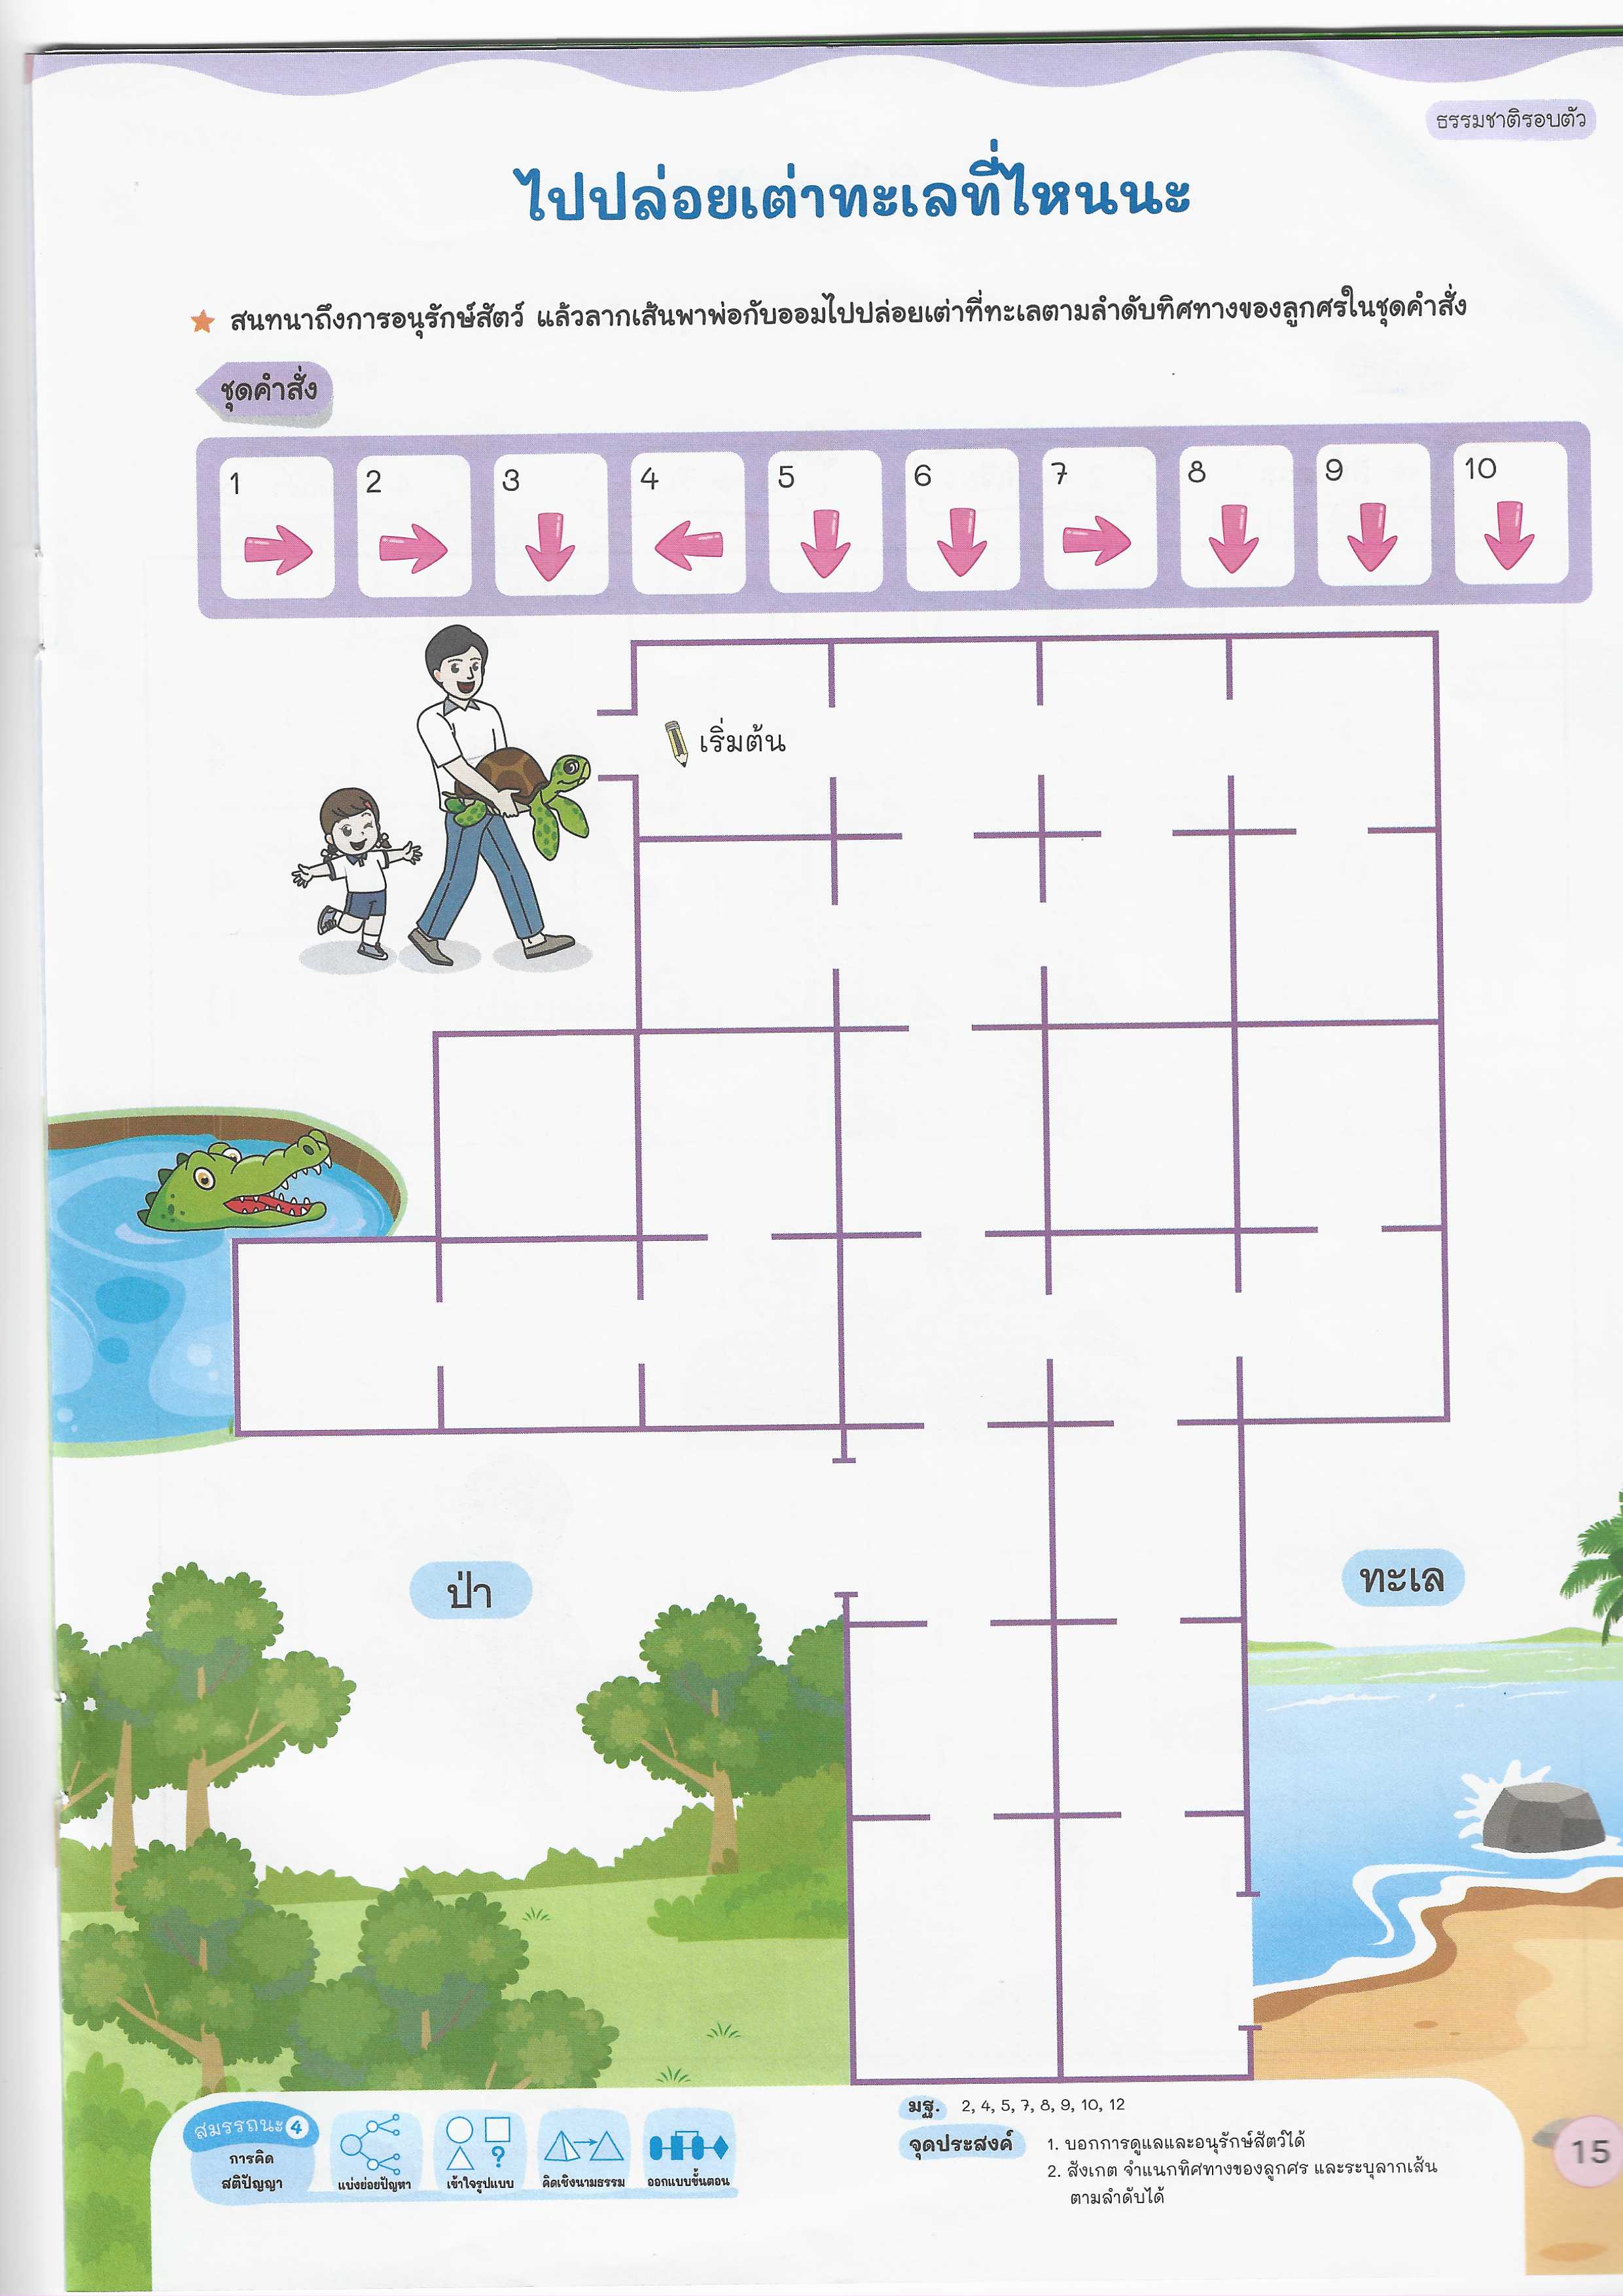 ธรรมชาติรอบตัว
ไปปล่อยเต่าทะเลที่ไหนนะ
สนทนาถึงการอนุรักษ์สัตว์ แล้วลากเส้นพาพ่อกับออมไปปล่อยเต่าที่ทะเลตามลำดับทิศทางของลูกศรในชุดคำสั่ง
ชุดคำสั่ง
1 2 3 4 5 6 7 8 9 10
เริ่มต้น
ป่า
ทะเล
สมรรถนะ 4
การคิด
สติปัญญา
แบ่งย่อยปัญหา เข้าใจรูปแบบ คิดเชิงนามธรรม ออกแบบขั้นตอน
มฐ. 2, 4, 5, 7, 8, 9, 10, 12
จุดประสงค์ 1. บอกการดูแลและอนุรักษ์สัตว์ได้
2. สังเกต จำแนกทิศทางของลูกศร และระบุลากเส้น
ตามลำดับได้
15